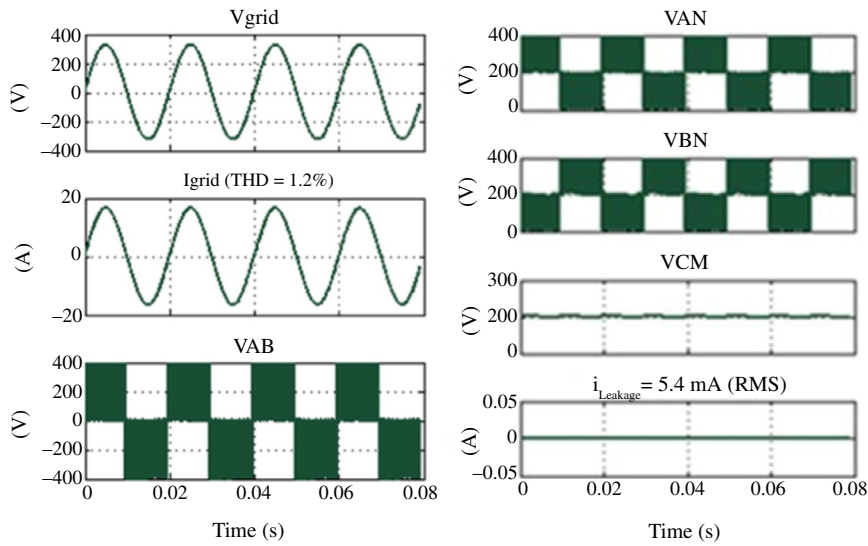 Vgrid
400
200
0
−200
−400
(V)
Igrid (THD = 1.2%)
20
0
−20
(A)
VAB
400
200
0
−200
−400
(V)
0 0.02 0.04 0.06 0.08
Time (s)
VAN
400
200
0
(V)
VBN
400
200
0
(V)
VCM
300
200
0
(V)
i Leakage = 5.4 mA (RMS)
0.05
0
−0.05
(A)
0 0.02 0.04 0.06 0.08
Time (s)